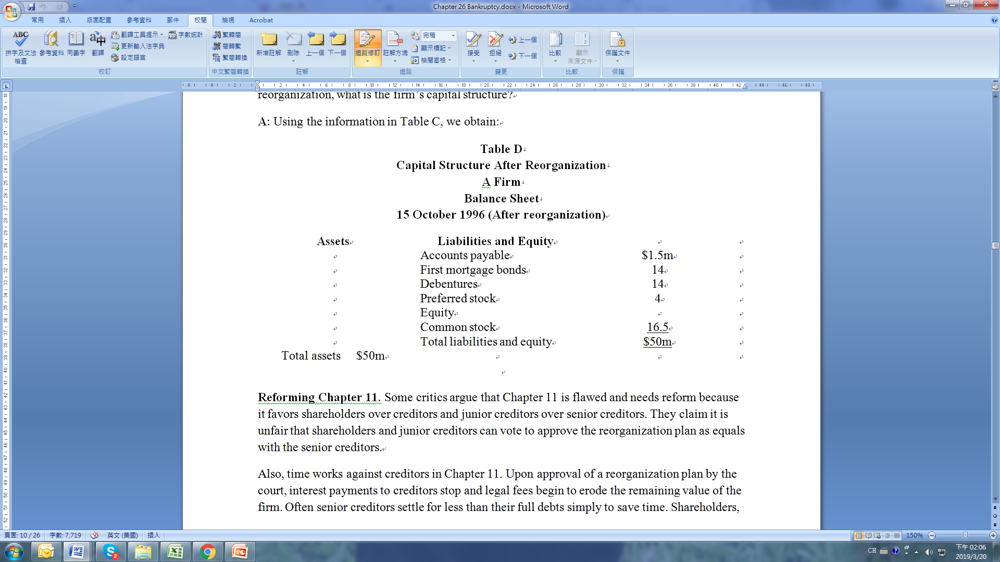 Chapter 26 Bankruptcy.docx - Microsoft Word
常用 插入 版面配置 參考資料 郵件 校閱 檢視 Acrobat
拼字及文法檢查 參考資料 同義字 翻譯 翻譯工具提示 字數統計
更新輸入法字典
設定語言
校訂
繁轉簡
簡轉繁
繁簡轉換
中文繁簡轉換
新增註解 刪除 上一個 下一個
註解
追蹤修訂 註解方塊 完稿
顯示標記
檢閱窗格
追蹤
接受 拒絕 上一個
下一個
變更
比較 顯示來源文件
比較
保護文件
保護
reorganization, what is the firm's capital structure?
A: Using the information in Table C, we obtain:
Table D
Capital Structure After Reorganization
A Firm
Balance Sheet
15 October 1996 (After reorganization)
Assets Liabilities and Equity
Accounts payable $1.5m
First mortgage bonds 14
Debentures 14
Preferred stock 4
Equity
Common stock 16.5
Total liabilities and equity $50m
Total assets $50m
Reforming Chapter 11. Some critics argue that Chapter 11 is flawed and needs reform because
it favors shareholders over creditors and junior creditors over senior creditors. They claim it is
unfair that shareholders and junior creditors can vote to approve the reorganization plan as equals
with the senior creditors.
Also, time works against creditors in Chapter 11. Upon approval of a reorganization plan by the
court, interest payments to creditors stop and legal fees begin to erode the remaining value of the
firm. Often senior creditors settle for less than their full debts simply to save time. Shareholders,
頁面: 10 / 26 字數: 7,719 英文 (美國) 插入 150%
CH 下午 02:06
2019/3/20